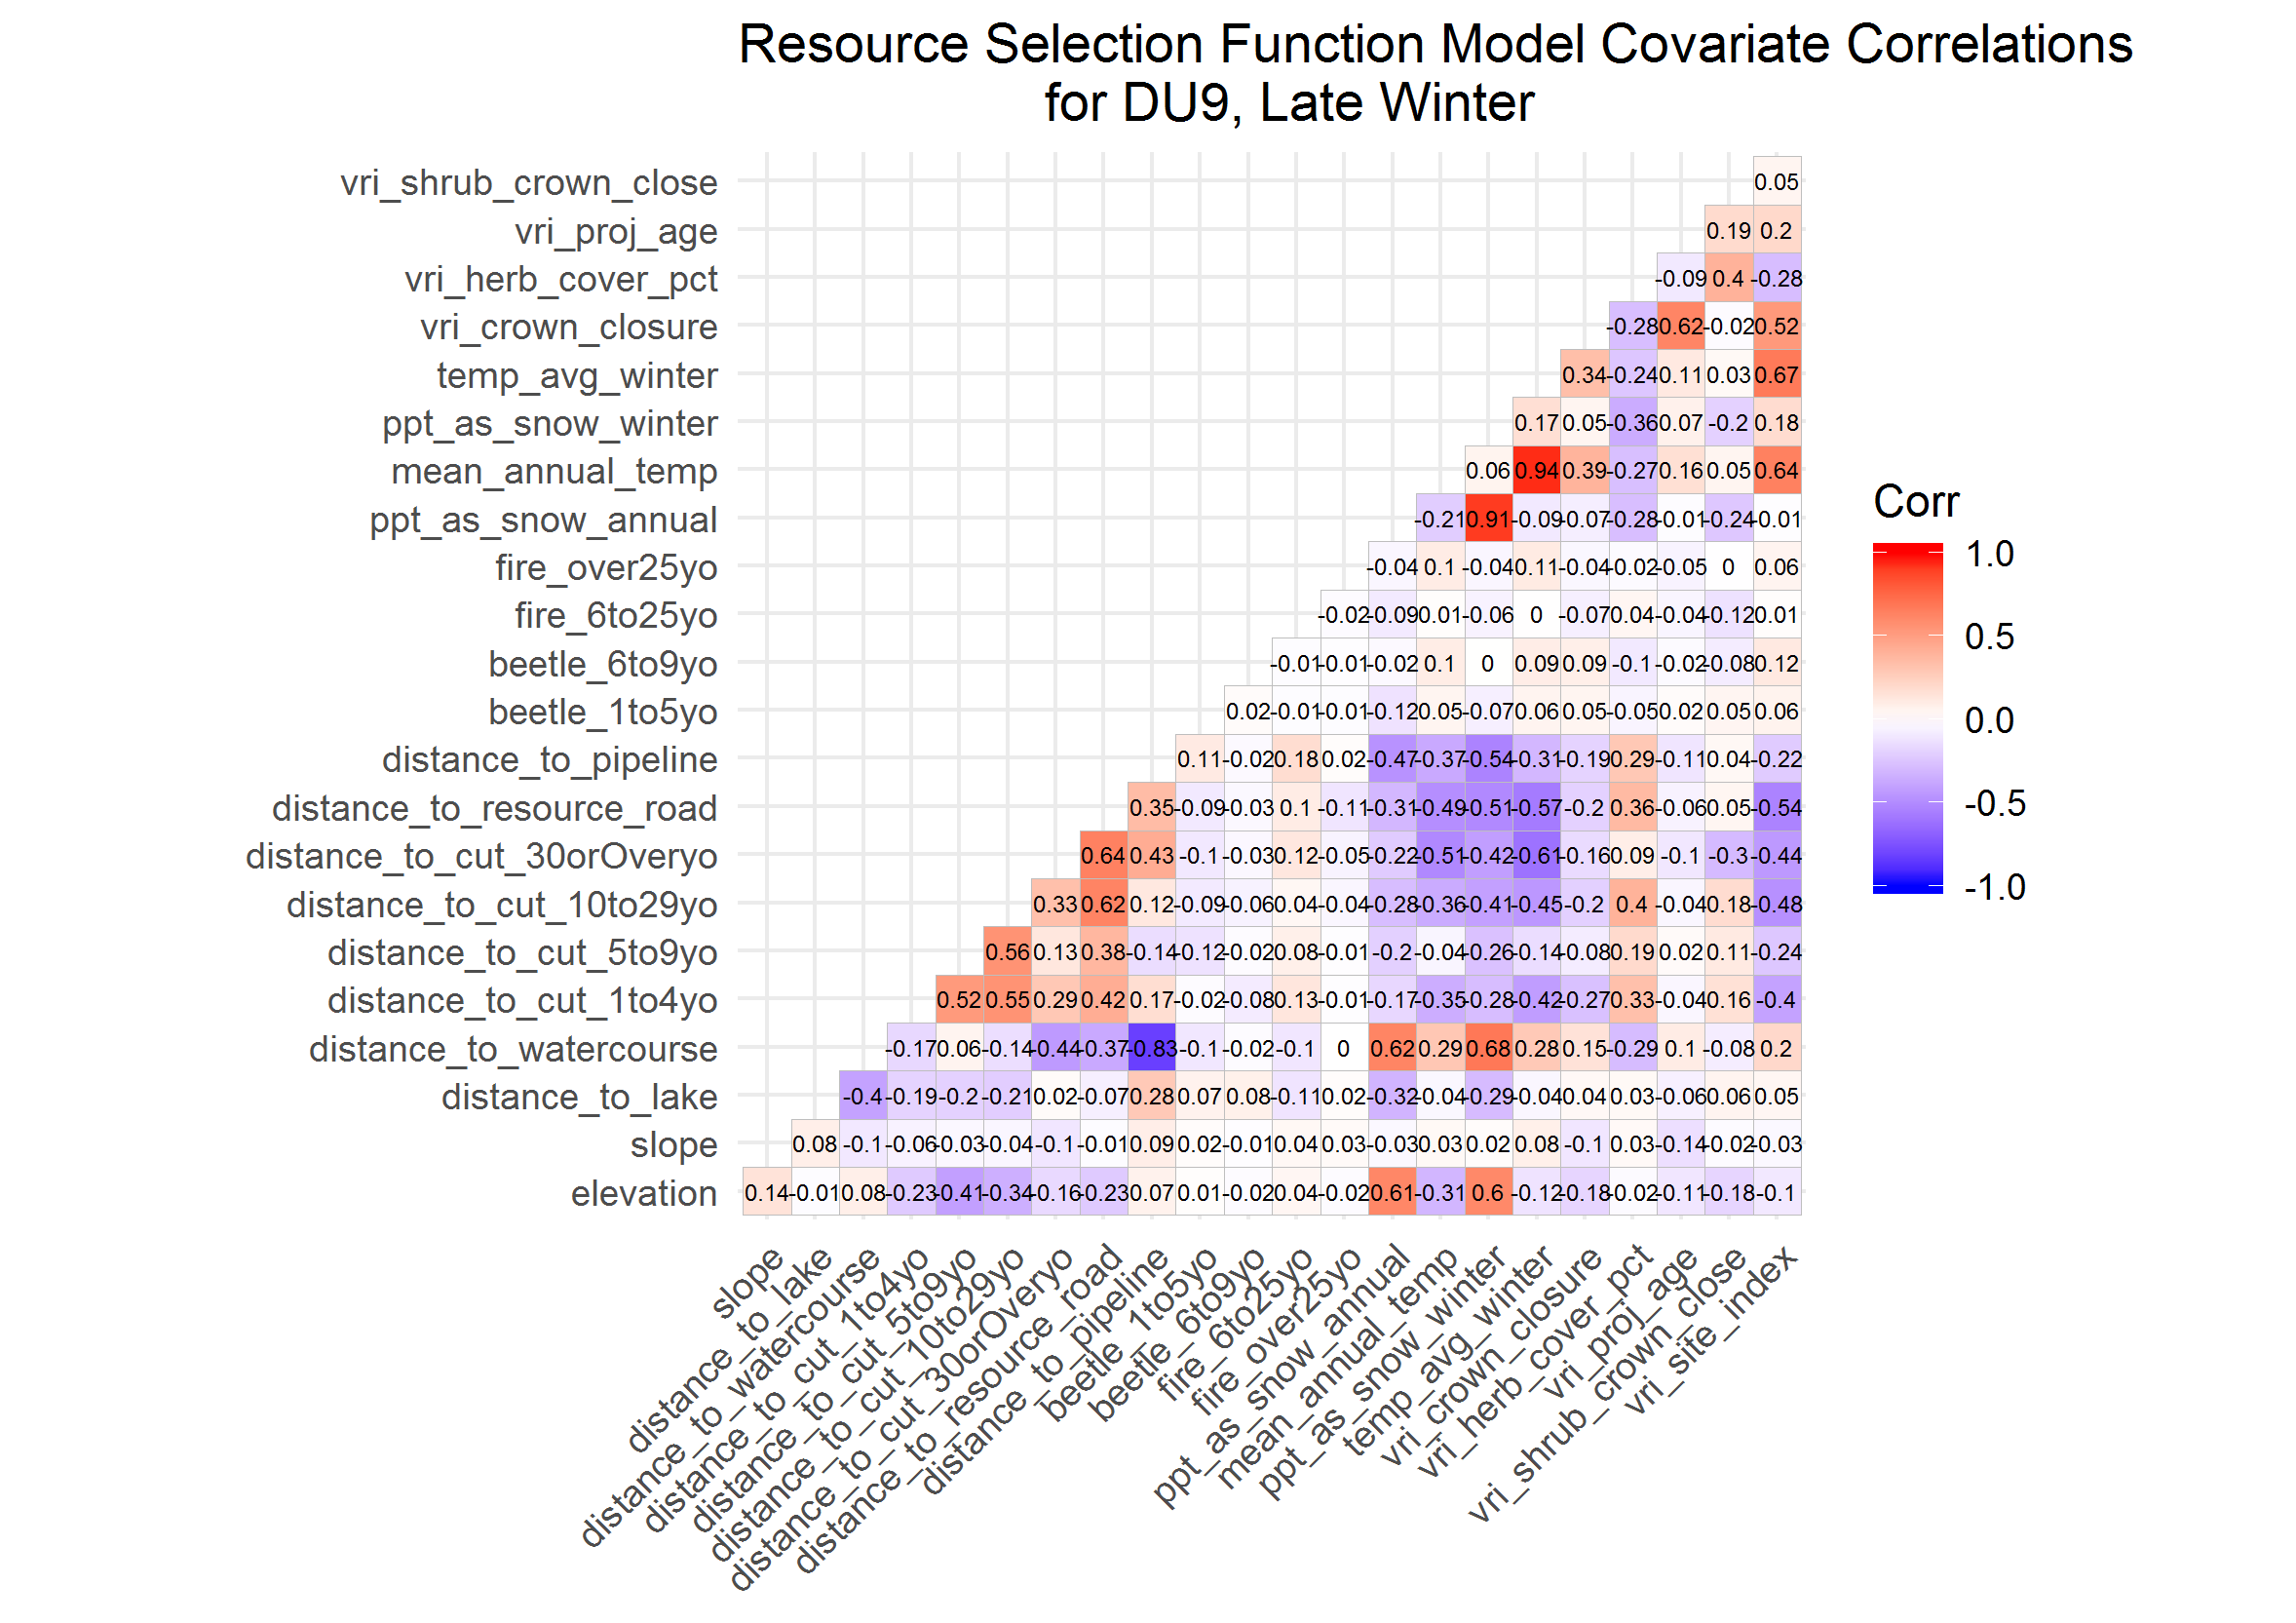 Resource Selection Function Model Covariate Correlations
for DU9, Late Winter
vri_shrub_crown_close 0.05
vri_proj_age 0.19 0.2
vri_herb_cover_pct -0.09 0.4 -0.28
vri_crown_closure -0.28 0.62 -0.02 0.52
temp_avg_winter 0.34 -0.24 0.11 0.03 0.67
ppt_as_snow_winter 0.17 0.05 -0.36 0.07 -0.2 0.18
mean_annual_temp 0.06 0.94 0.39 -0.27 0.16 0.05 0.64
ppt_as_snow_annual -0.21 0.91 -0.09 -0.07 -0.28 -0.01 -0.24 -0.01
fire_over25yo -0.04 0.1 -0.04 0.11 -0.04 -0.02 -0.05 0 0.06
fire_6to25yo -0.02 -0.09 0.01 -0.06 0 -0.07 0.04 -0.04 -0.12 0.01
beetle_6to9yo -0.01 -0.01 -0.02 0.1 0 0.09 0.09 -0.1 -0.02 -0.08 0.12
beetle_1to5yo 0.02 -0.01 -0.01 -0.12 0.05 -0.07 0.06 0.05 -0.05 0.02 0.05 0.06
distance_to_pipeline 0.11 -0.02 0.18 0.02 -0.47 -0.37 -0.54 -0.31 -0.19 0.29 -0.11 0.04 -0.22
distance_to_resource_road 0.35 -0.09 -0.03 0.1 -0.11 -0.31 -0.49 -0.51 -0.57 -0.2 0.36 -0.06 0.05 -0.54
distance_to_cut_30orOveryo 0.64 0.43 -0.1 -0.03 0.12 -0.05 -0.22 -0.51 -0.42 -0.61 -0.16 0.09 -0.1 -0.3 -0.44
distance_to_cut_10to29yo 0.33 0.62 0.12 -0.09 -0.06 0.04 -0.04 -0.28 -0.36 -0.41 -0.45 -0.2 0.4 -0.04 0.18 -0.48
distance_to_cut_5to9yo 0.56 0.13 0.38 -0.14 -0.12 -0.02 0.08 -0.01 -0.2 -0.04 -0.26 -0.14 -0.08 0.19 0.02 0.11 -0.24
distance_to_cut_1to4yo 0.52 0.55 0.29 0.42 0.17 -0.02 -0.08 0.13 -0.01 -0.17 -0.35 -0.28 -0.42 -0.27 0.33 -0.04 0.16 -0.4
distance_to_watercourse -0.17 0.06 -0.14 -0.44 -0.37 -0.83 -0.1 -0.02 -0.1 0 0.62 0.29 0.68 0.28 0.15 -0.29 0.1 -0.08 0.2
distance_to_lake -0.4 -0.19 -0.2 -0.21 0.02 -0.07 0.28 0.07 0.08 -0.11 0.02 -0.32 -0.04 -0.29 -0.04 0.04 0.03 -0.06 0.06 0.05
slope 0.08 -0.1 -0.06 -0.03 -0.04 -0.1 -0.01 0.09 0.02 -0.01 0.04 0.03 -0.03 0.03 0.02 0.08 -0.1 0.03 -0.14 -0.02 -0.03
elevation 0.14 -0.01 0.08 -0.23 -0.41 -0.34 -0.16 -0.23 0.07 0.01 -0.02 0.04 -0.02 0.61 -0.31 0.6 -0.12 -0.18 -0.02 -0.11 -0.18 -0.1
slope
distance_to_lake
distance_to_watercourse
distance_to_cut_1to4yo
distance_to_cut_5to9yo
distance_to_cut_10to29yo
distance_to_cut_30orOveryo
distance_to_resource_road
distance_to_pipeline
beetle_1to5yo
beetle_6to9yo
fire_6to25yo
fire_over25yo
ppt_as_snow_annual
mean_annual_temp
ppt_as_snow_winter
temp_avg_winter
vri_crown_closure
vri_herb_cover_pct
vri_proj_age
vri_shrub_crown_close
vri_site_index
Corr
1.0
0.5
0.0
-0.5
-1.0